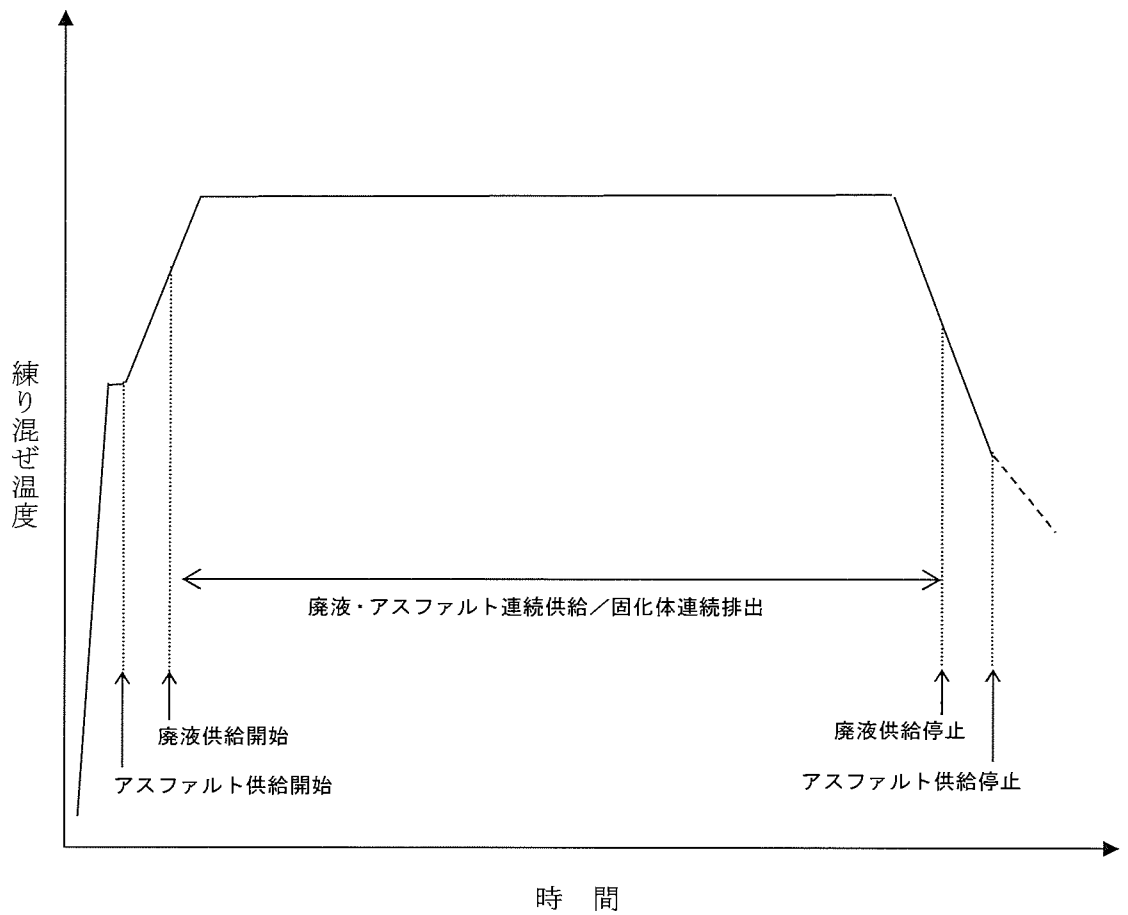 練り混ぜ温度
廃液・アスファルト連続供給／固化体連続排出
廃液供給開始
廃液供給停止
アスファルト供給開始
アスファルト供給停止
時 間